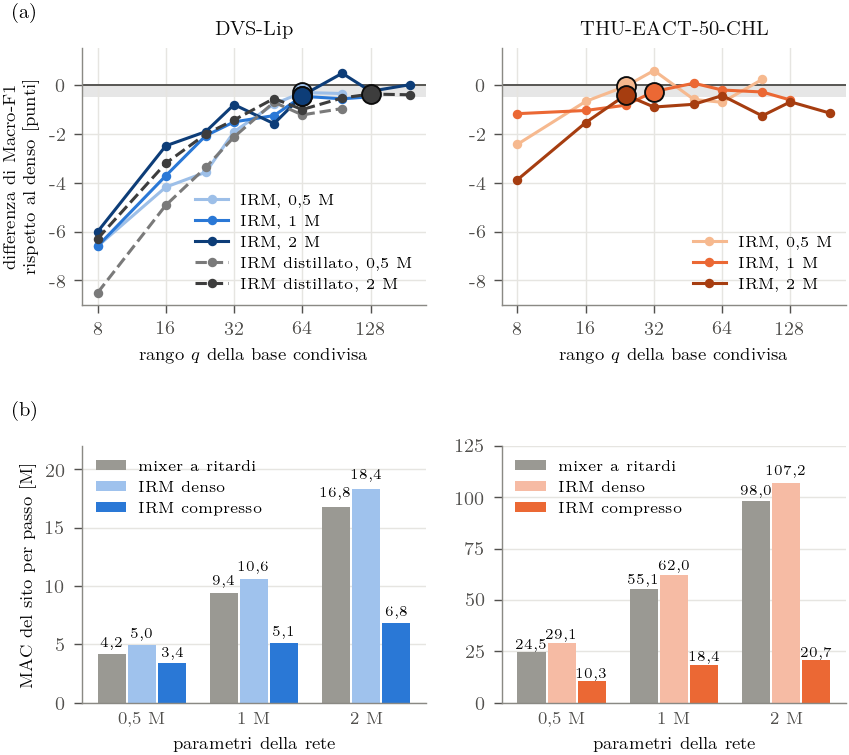 (a)
DVS-Lip
THU-EACT-50-CHL
differenza di Macro-F1
rispetto al denso [punti]
0
-2
-4
-6
-8
IRM, 0,5 M
IRM, 1 M
IRM, 2 M
IRM distillato, 0,5 M
IRM distillato, 2 M
8 16 32 64 128
rango q della base condivisa
0
-2
-4
-6
-8
IRM, 0,5 M
IRM, 1 M
IRM, 2 M
8 16 32 64 128
rango q della base condivisa
(b)
MAC del sito per passo [M]
20
15
10
5
0
mixer a ritardi
IRM denso
IRM compresso
4,2 5,0 3,4
9,4 10,6 5,1
16,8 18,4 6,8
0,5 M 1 M 2 M
parametri della rete
125
100
75
50
25
0
mixer a ritardi
IRM denso
IRM compresso
24,5 29,1 10,3
55,1 62,0 18,4
98,0 107,2 20,7
0,5 M 1 M 2 M
parametri della rete